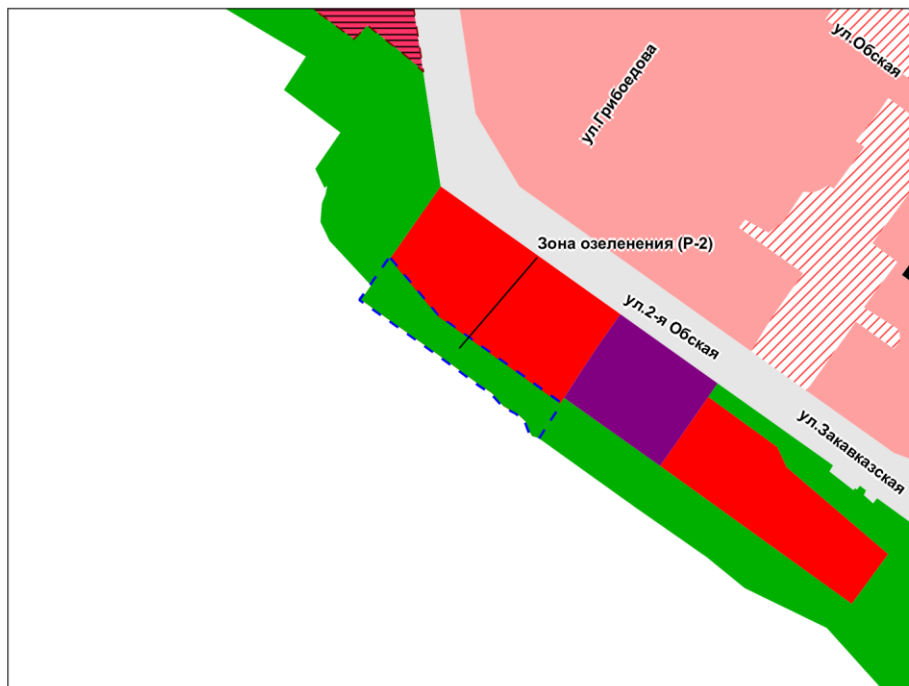 ул.Обская
ул.Грибоедова
Зона озеленения (Р-2)
ул.2-я Обская
ул.Закавказская